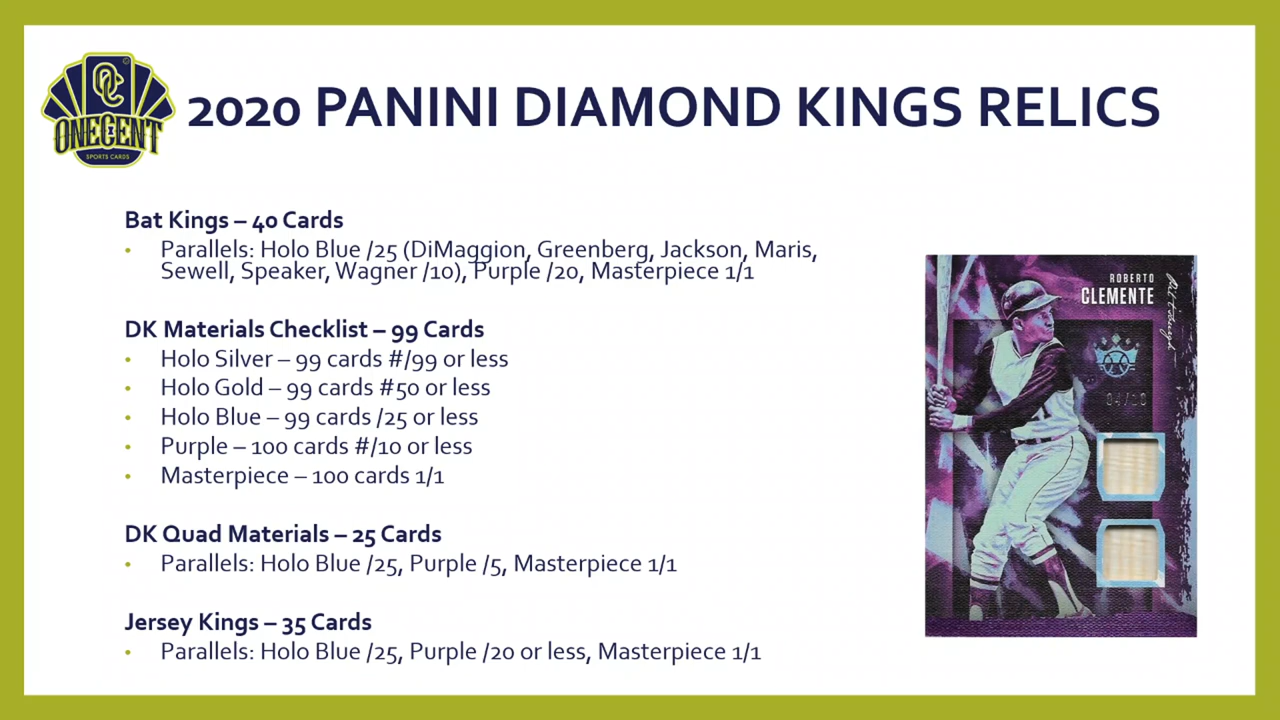 OC
ONECENT
SPORTS CARDS
2020 PANINI DIAMOND KINGS RELICS
Bat Kings – 40 Cards
• Parallels: Holo Blue /25 (DiMaggion, Greenberg, Jackson, Maris,
Sewell, Speaker, Wagner /10), Purple /20, Masterpiece 1/1
DK Materials Checklist – 99 Cards
• Holo Silver – 99 cards #/99 or less
• Holo Gold – 99 cards #50 or less
• Holo Blue – 99 cards /25 or less
• Purple – 100 cards #/10 or less
• Masterpiece – 100 cards 1/1
DK Quad Materials – 25 Cards
• Parallels: Holo Blue /25, Purple /5, Masterpiece 1/1
Jersey Kings – 35 Cards
• Parallels: Holo Blue /25, Purple /20 or less, Masterpiece 1/1
ROBERTO
CLEMENTE
Pittsburgh